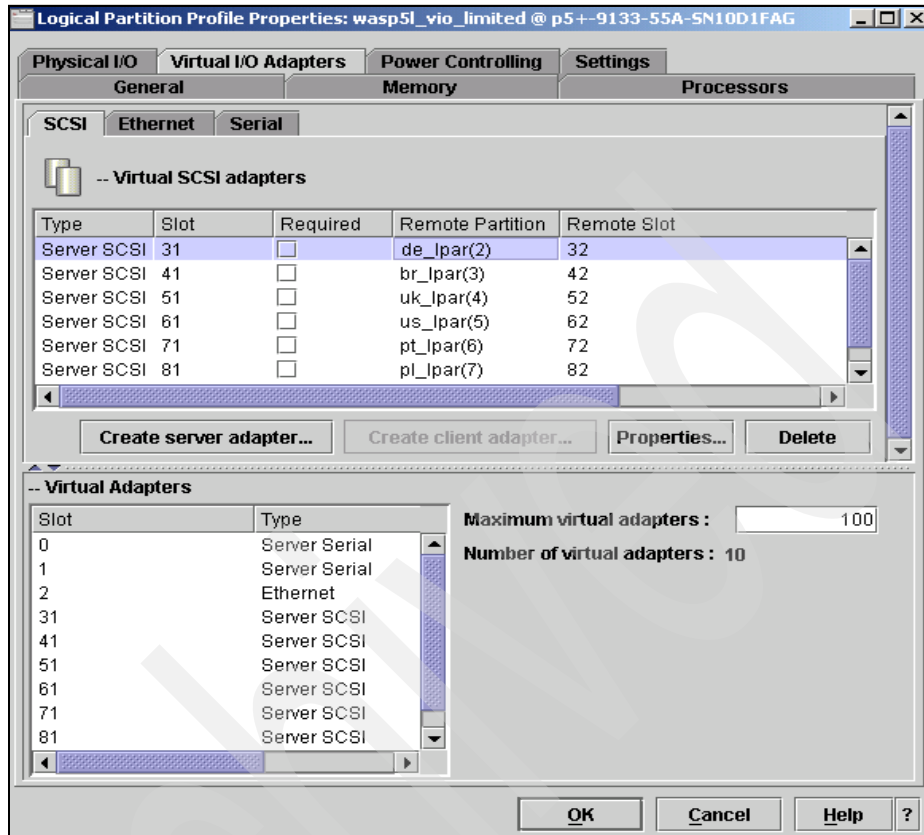 Logical Partition Profile Properties: wasp5l_vio_limited @ p5+-9133-55A-SN10D1FAG
Physical I/O Virtual I/O Adapters Power Controlling Settings
General Memory Processors
SCSI Ethernet Serial
-- Virtual SCSI adapters
Type Slot Required Remote Partition Remote Slot
Server SCSI 31 de_lpar(2) 32
Server SCSI 41 br_lpar(3) 42
Server SCSI 51 uk_lpar(4) 52
Server SCSI 61 us_lpar(5) 62
Server SCSI 71 pt_lpar(6) 72
Server SCSI 81 pl_lpar(7) 82
Create server adapter... Create client adapter... Properties... Delete
-- Virtual Adapters
Slot Type
0 Server Serial
1 Server Serial
2 Ethernet
31 Server SCSI
41 Server SCSI
51 Server SCSI
61 Server SCSI
71 Server SCSI
81 Server SCSI
Maximum virtual adapters : 100
Number of virtual adapters : 10
OK Cancel Help ?